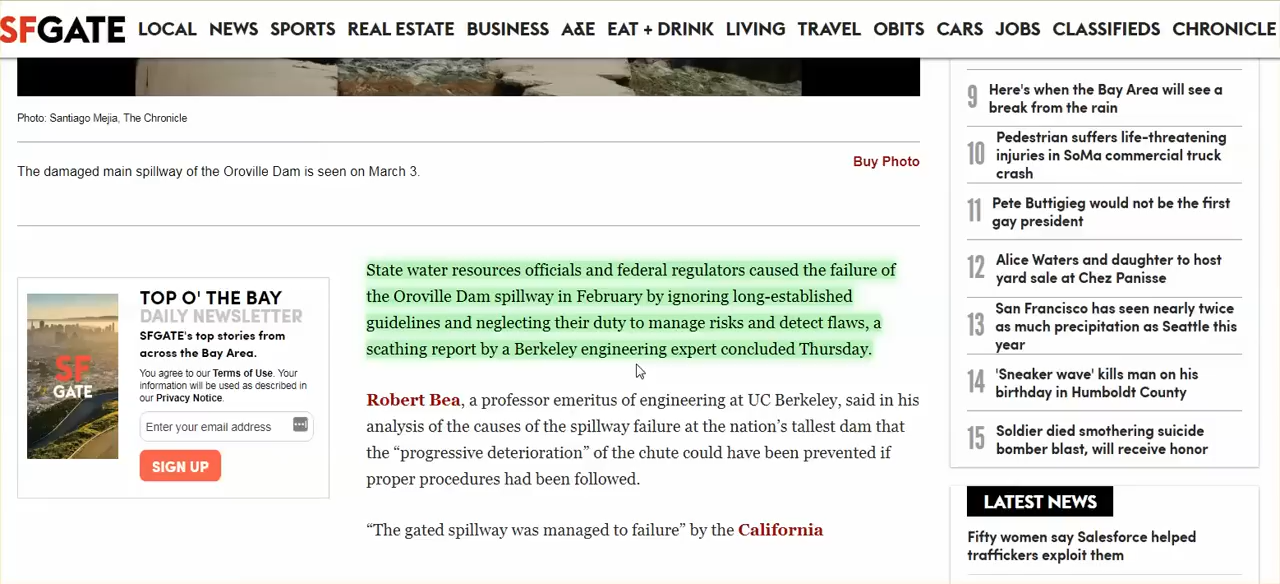 SFGATE LOCAL NEWS SPORTS REAL ESTATE BUSINESS A&E EAT + DRINK LIVING TRAVEL OBITS CARS JOBS CLASSIFIEDS CHRONICLE
Photo: Santiago Mejia, The Chronicle
The damaged main spillway of the Oroville Dam is seen on March 3.
Buy Photo
SF
GATE
TOP O' THE BAY
DAILY NEWSLETTER
SFGATE's top stories from
across the Bay Area.
You agree to our Terms of Use. Your
information will be used as described in
our Privacy Notice.
Enter your email address
SIGN UP
State water resources officials and federal regulators caused the failure of
the Oroville Dam spillway in February by ignoring long-established
guidelines and neglecting their duty to manage risks and detect flaws, a
scathing report by a Berkeley engineering expert concluded Thursday.
Robert Bea, a professor emeritus of engineering at UC Berkeley, said in his
analysis of the causes of the spillway failure at the nation’s tallest dam that
the “progressive deterioration” of the chute could have been prevented if
proper procedures had been followed.
“The gated spillway was managed to failure” by the California
9 Here's when the Bay Area will see a
break from the rain
10 Pedestrian suffers life-threatening
injuries in SoMa commercial truck
crash
11 Pete Buttigieg would not be the first
gay president
12 Alice Waters and daughter to host
yard sale at Chez Panisse
13 San Francisco has seen nearly twice
as much precipitation as Seattle this
year
14 'Sneaker wave' kills man on his
birthday in Humboldt County
15 Soldier died smothering suicide
bomber blast, will receive honor
LATEST NEWS
Fifty women say Salesforce helped
traffickers exploit them